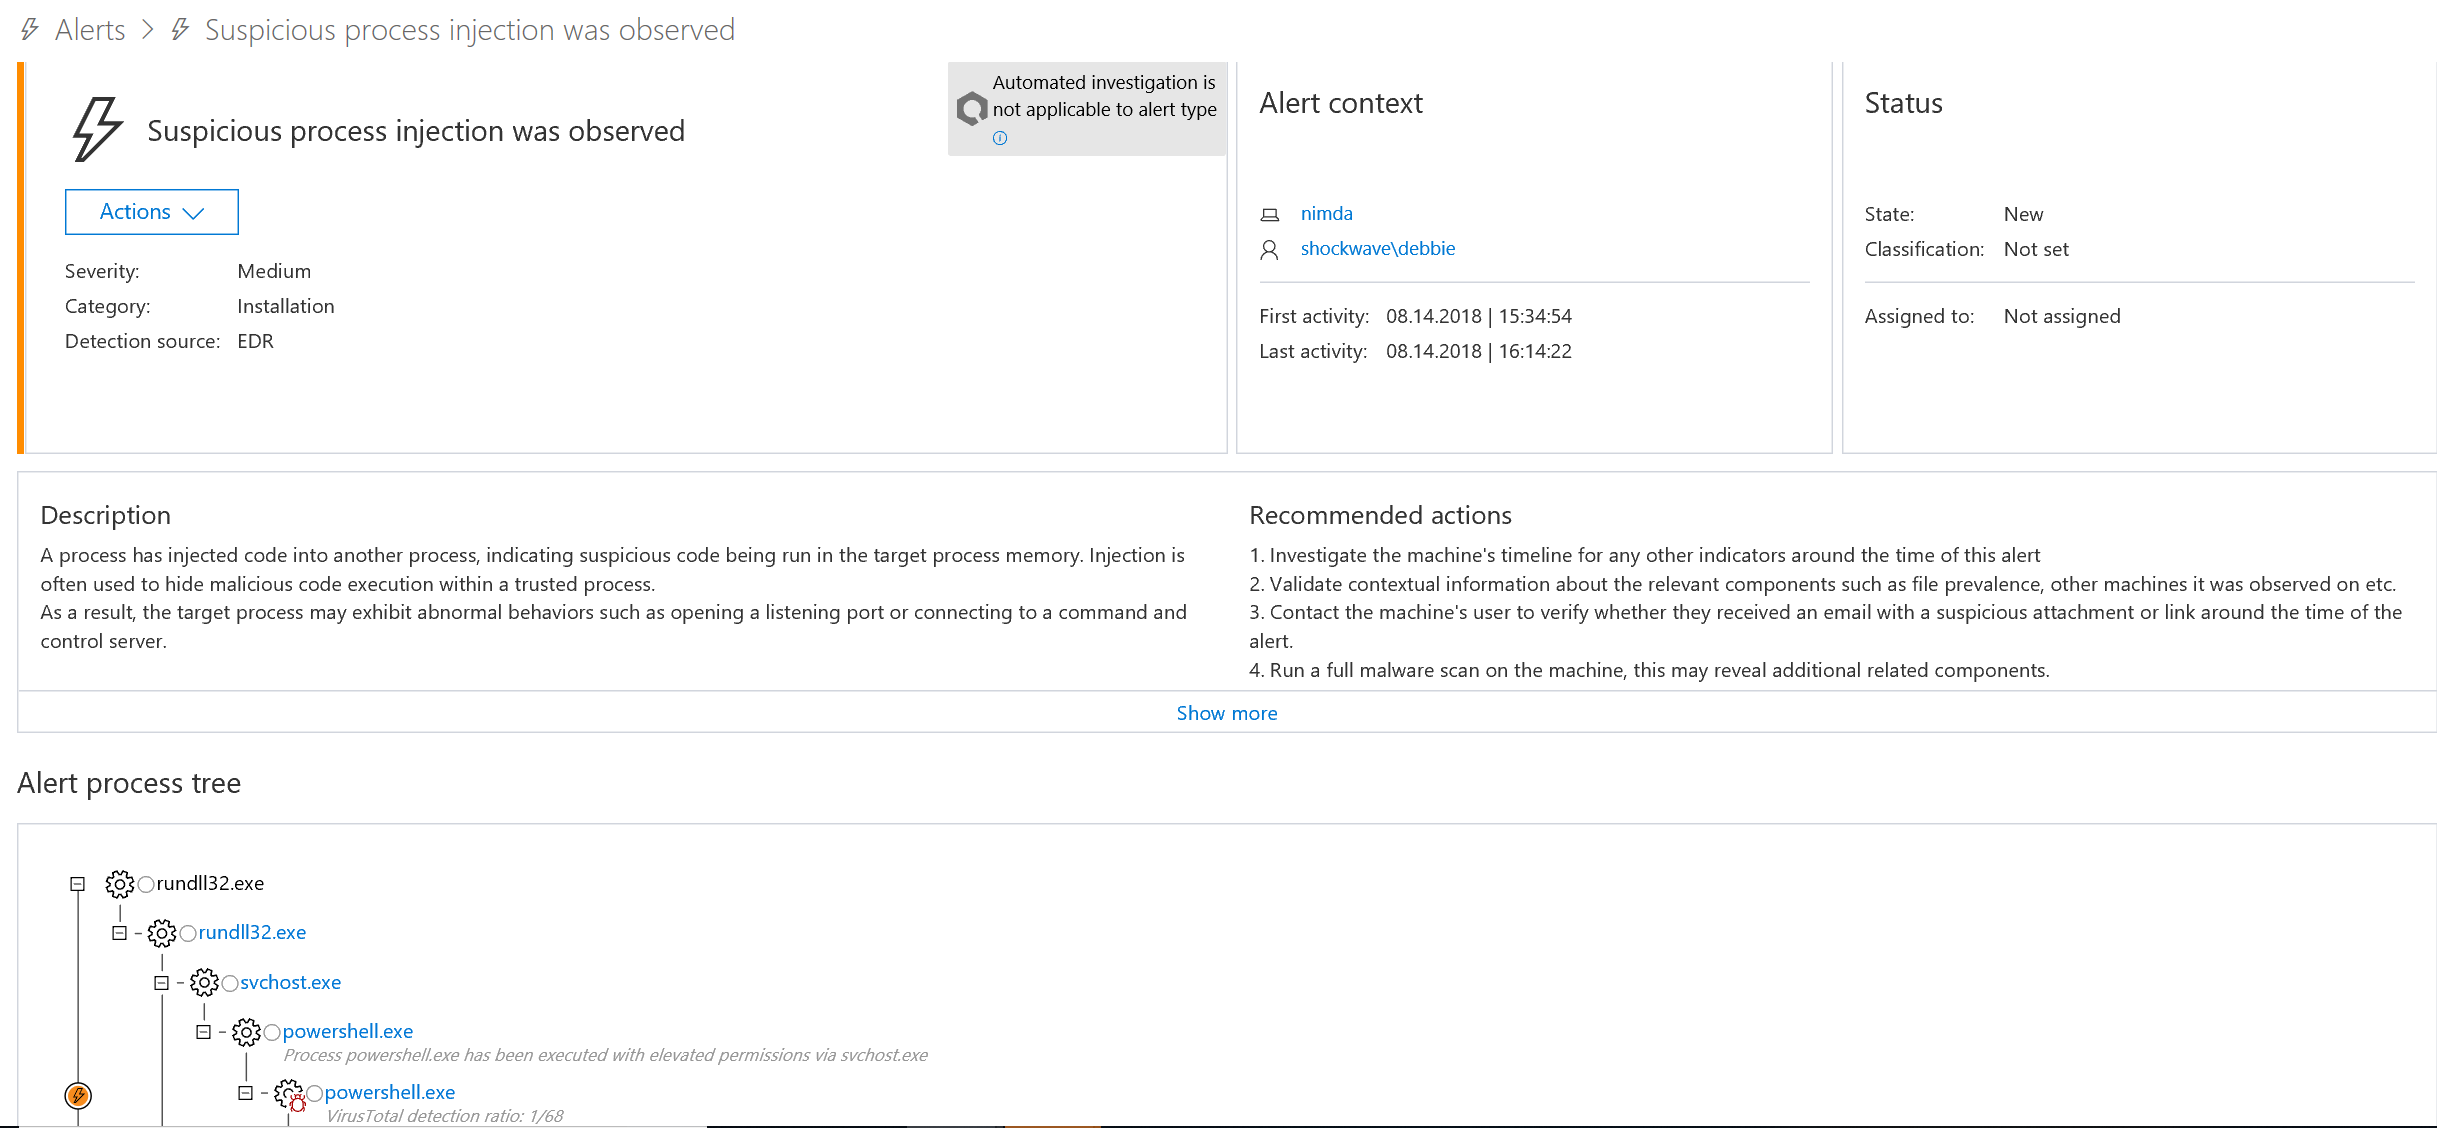 Alerts > Suspicious process injection was observed
Suspicious process injection was observed
Automated investigation is
not applicable to alert type
Actions
Severity: Medium
Category: Installation
Detection source: EDR
Alert context
nimda
shockwave\debbie
First activity: 08.14.2018 | 15:34:54
Last activity: 08.14.2018 | 16:14:22
Status
State: New
Classification: Not set
Assigned to: Not assigned
Description
A process has injected code into another process, indicating suspicious code being run in the target process memory. Injection is
often used to hide malicious code execution within a trusted process.
As a result, the target process may exhibit abnormal behaviors such as opening a listening port or connecting to a command and
control server.
Recommended actions
1. Investigate the machine's timeline for any other indicators around the time of this alert
2. Validate contextual information about the relevant components such as file prevalence, other machines it was observed on etc.
3. Contact the machine's user to verify whether they received an email with a suspicious attachment or link around the time of the
alert.
4. Run a full malware scan on the machine, this may reveal additional related components.
Show more
Alert process tree
rundll32.exe
rundll32.exe
svchost.exe
powershell.exe
Process powershell.exe has been executed with elevated permissions via svchost.exe
powershell.exe
VirusTotal detection ratio: 1/68